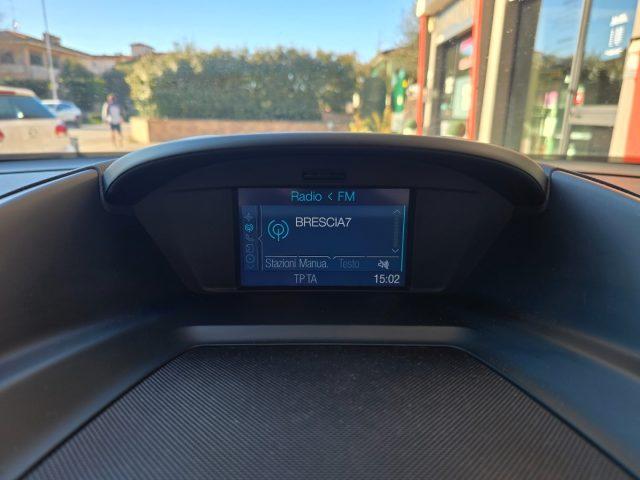 Radio < FM
BRESCIA7
Stazioni Manua. Testo
TP TA 15:02